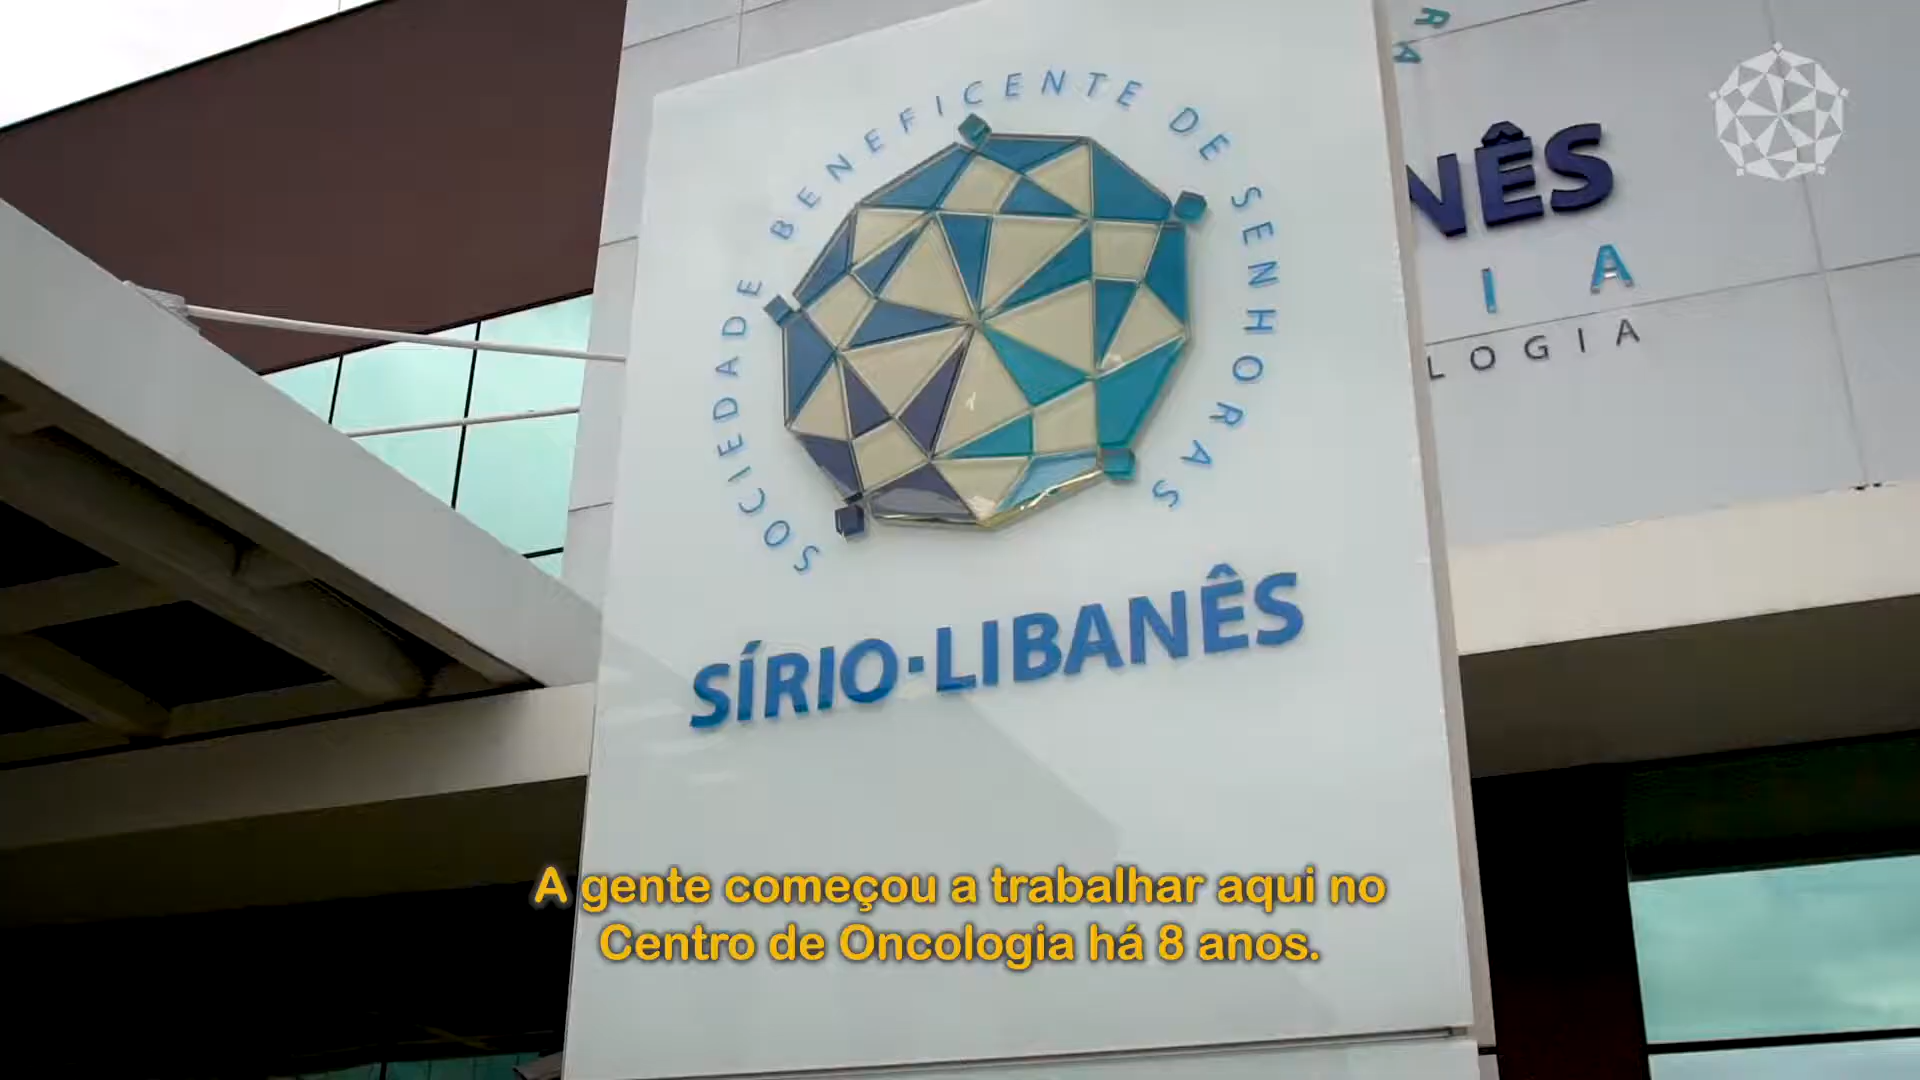 SOCIEDADE BENEFICENTE DE SENHORAS
SÍRIO·LIBANÊS
RA
NÊS
I A
LOGIA
A gente começou a trabalhar aqui no
Centro de Oncologia há 8 anos.